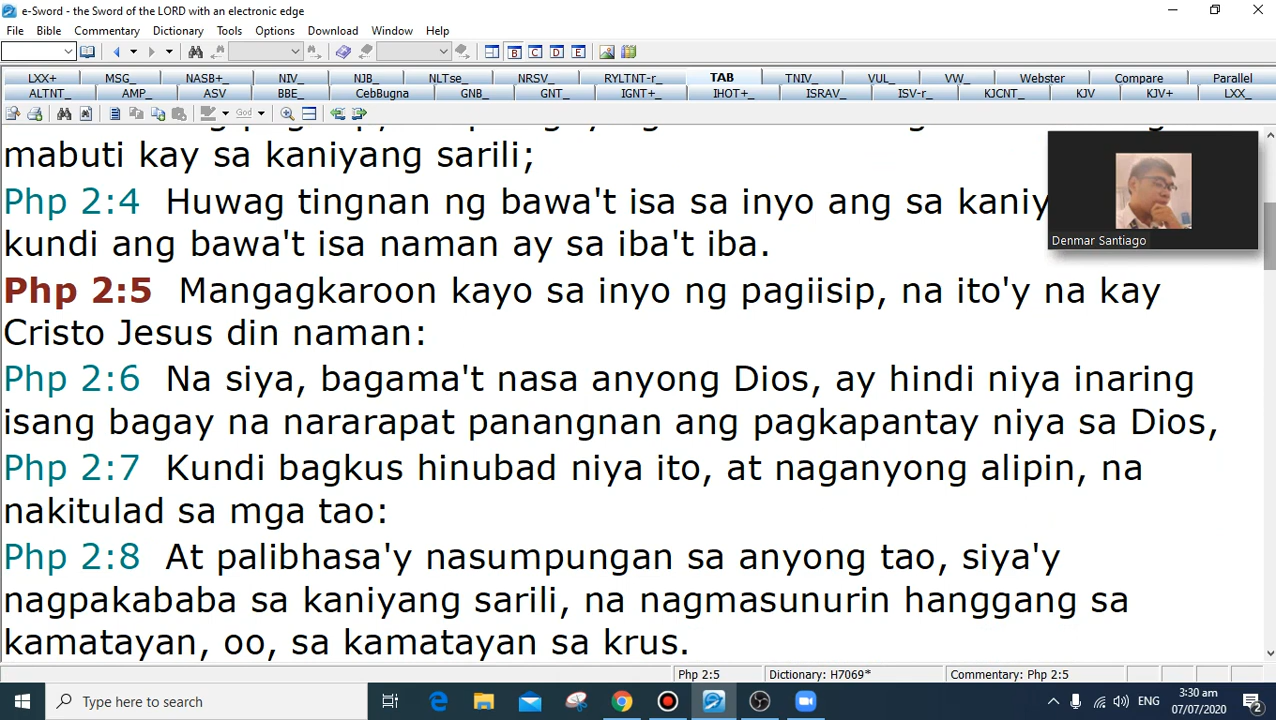 e-Sword - the Sword of the LORD with an electronic edge
File Bible Commentary Dictionary Tools Options Download Window Help
LXX+ MSG_ NASB+_ NIV_ NJB_ NLTse_ NRSV_ RYLTNT-r_ TAB TNIV_ VUL_ VW_ Webster Compare Parallel
ALTNT_ AMP_ ASV BBE_ CebBugna GNB_ GNT_ IGNT+_ IHOT+_ ISRAV_ ISV-r_ KJCNT_ KJV KJV+ LXX_
mabuti kay sa kaniyang sarili;
Php 2:4 Huwag tingnan ng bawa't isa sa inyo ang sa kaniy
kundi ang bawa't isa naman ay sa iba't iba.
Denmar Santiago
Php 2:5 Mangagkaroon kayo sa inyo ng pagiisip, na ito'y na kay
Cristo Jesus din naman:
Php 2:6 Na siya, bagama't nasa anyong Dios, ay hindi niya inaring
isang bagay na nararapat panangnan ang pagkapantay niya sa Dios,
Php 2:7 Kundi bagkus hinubad niya ito, at naganyong alipin, na
nakitulad sa mga tao:
Php 2:8 At palibhasa'y nasumpungan sa anyong tao, siya'y
nagpakababa sa kaniyang sarili, na nagmasunurin hanggang sa
kamatayan, oo, sa kamatayan sa krus.
Php 2:5 Dictionary: H7069* Commentary: Php 2:5
Type here to search
ENG
3:30 am
07/07/2020
2